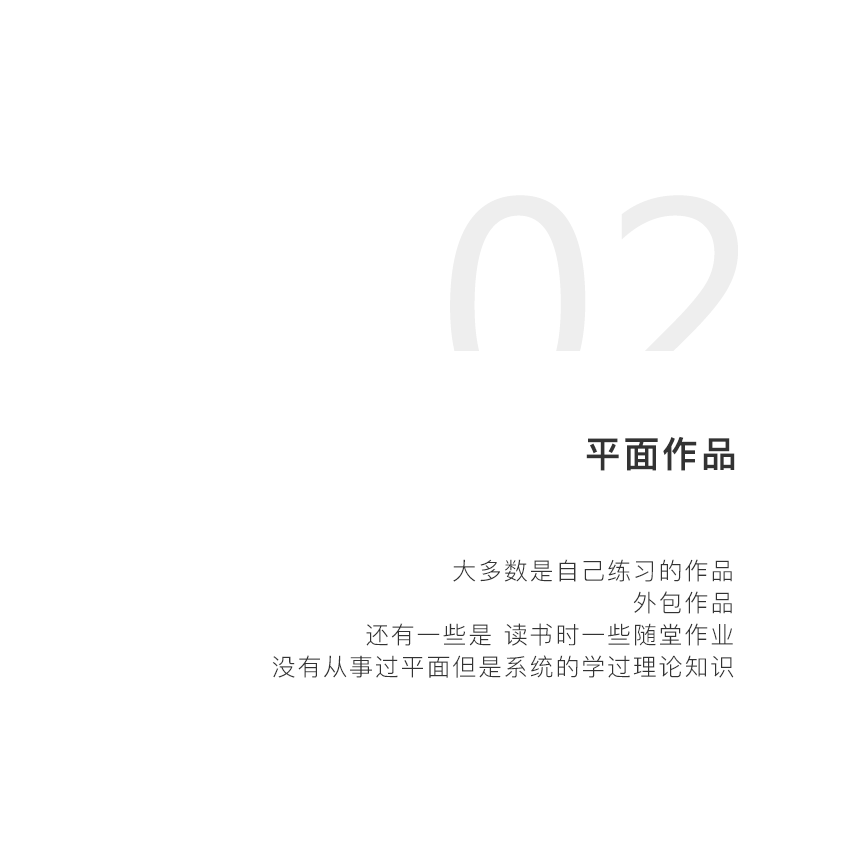 02
平面作品
大多数是自己练习的作品
外包作品
还有一些是 读书时一些随堂作业
没有从事过平面但是系统的学过理论知识